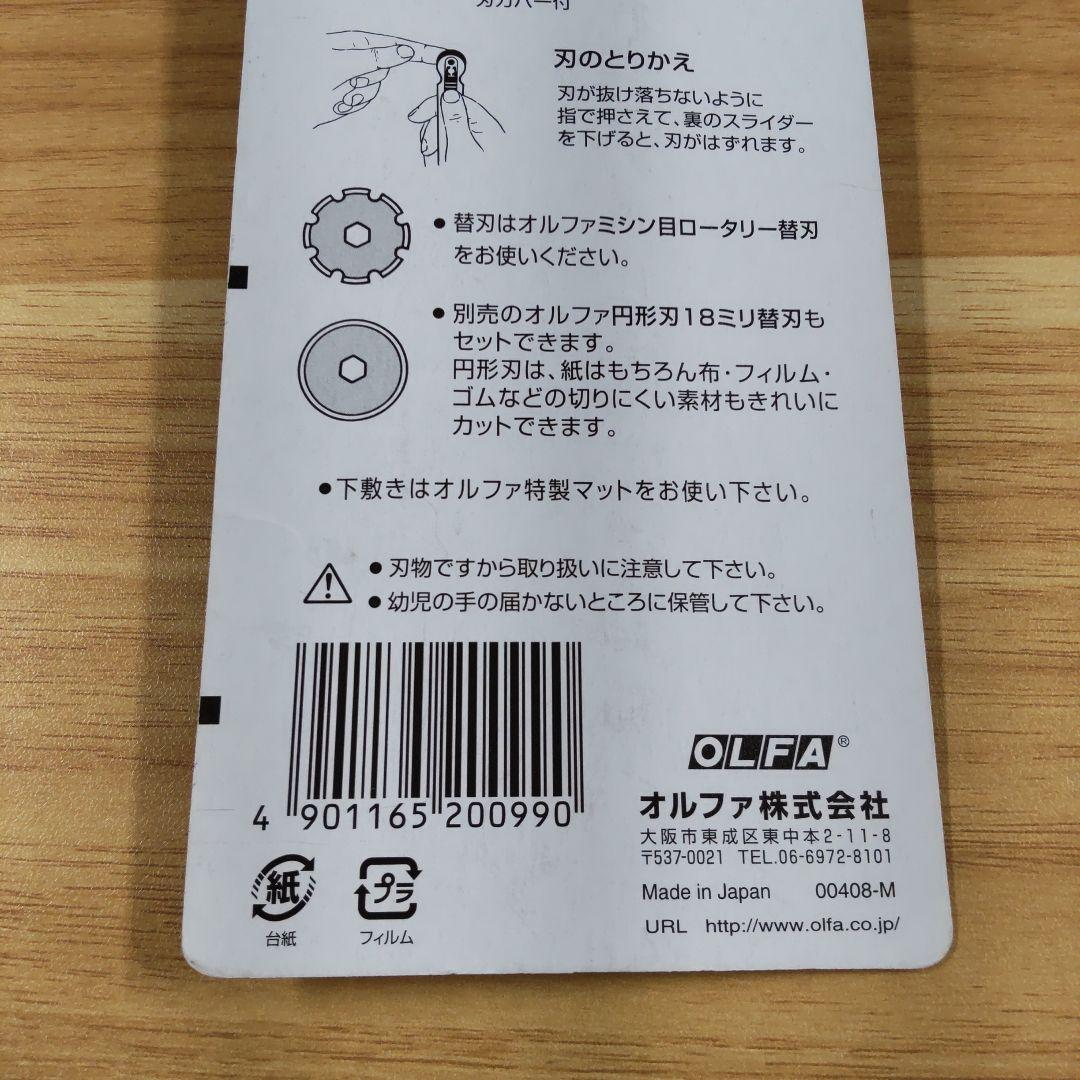 刃カバー付
刃のとりかえ
刃が抜け落ちないように
指で押さえて、裏のスライダー
を下げると、刃がはずれます。
●替刃はオルファミシン目ロータリー替刃
をお使いください。
●別売のオルファ円形刃18ミリ替刃も
セットできます。
円形刃は、紙はもちろん布・フィルム・
ゴムなどの切りにくい素材もきれいに
カットできます。
●下敷きはオルファ特製マットをお使い下さい。
●刃物ですから取り扱いに注意して下さい。
●幼児の手の届かないところに保管して下さい。
4 901165 200990
OLFA®
オルファ株式会社
大阪市東成区東中本2-11-8
〒537-0021 TEL.06-6972-8101
Made in Japan 00408-M
URL http://www.olfa.co.jp/
紙
台紙
プラ
フィルム